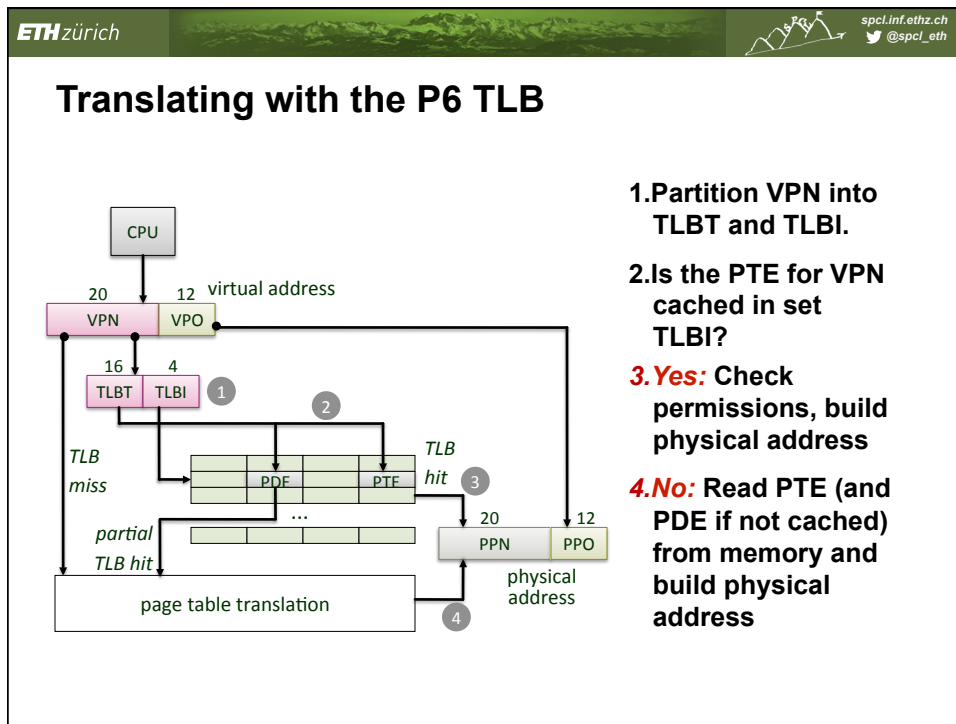 ETH zürich
spcl.inf.ethz.ch
@spcl_eth
SPCL
Translating with the P6 TLB
CPU
20 12 virtual address
VPN VPO
16 4
TLBT TLBI 1
2
TLB
miss
TLB
hit
PDE PTE
3
...
partial
TLB hit
20 12
PPN PPO
physical
address
page table translation
4
1.Partition VPN into
TLBT and TLBI.
2.Is the PTE for VPN
cached in set
TLBI?
3.Yes: Check
permissions, build
physical address
4.No: Read PTE (and
PDE if not cached)
from memory and
build physical
address